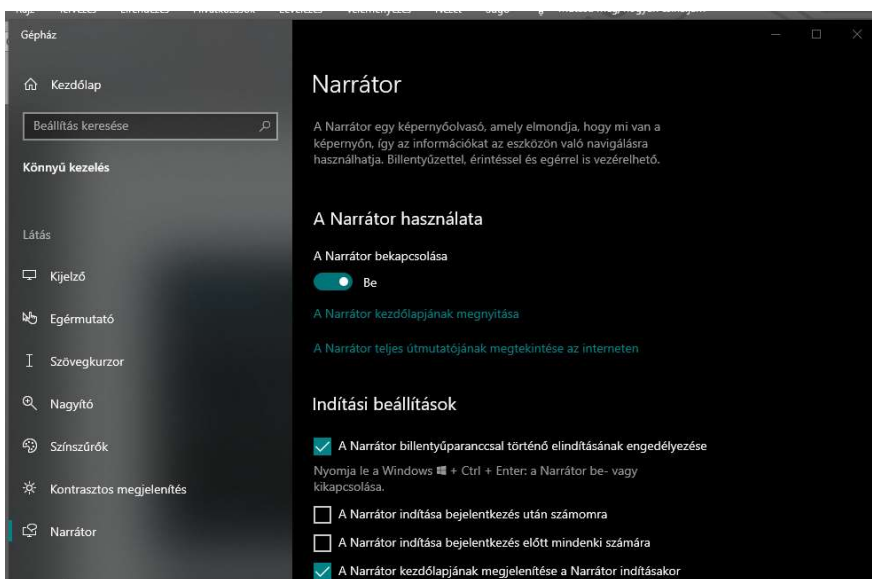 Gépház
Kezdőlap
Beállítás keresése
Könnyű kezelés
Látás
Kijelző
Egérmutató
Szövegkurzor
Nagyító
Színszűrők
Kontrasztos megjelenítés
Narrátor
Narrátor
A Narrátor egy képernyőolvasó, amely elmondja, hogy mi van a
képernyőn, így az információkat az eszközön való navigálásra
használhatja. Billentyűzettel, érintéssel és egérrel is vezérelhető.
A Narrátor használata
A Narrátor bekapcsolása
Be
A Narrátor kezdőlapjának megnyitása
A Narrátor teljes útmutatójának megtekintése az interneten
Indítási beállítások
A Narrátor billentyűparanccsal történő elindításának engedélyezése
Nyomja le a Windows + Ctrl + Enter: a Narrátor be- vagy
kikapcsolása.
A Narrátor indítása bejelentkezés után számomra
A Narrátor indítása bejelentkezés előtt mindenki számára
A Narrátor kezdőlapjának megjelenítése a Narrátor indításakor